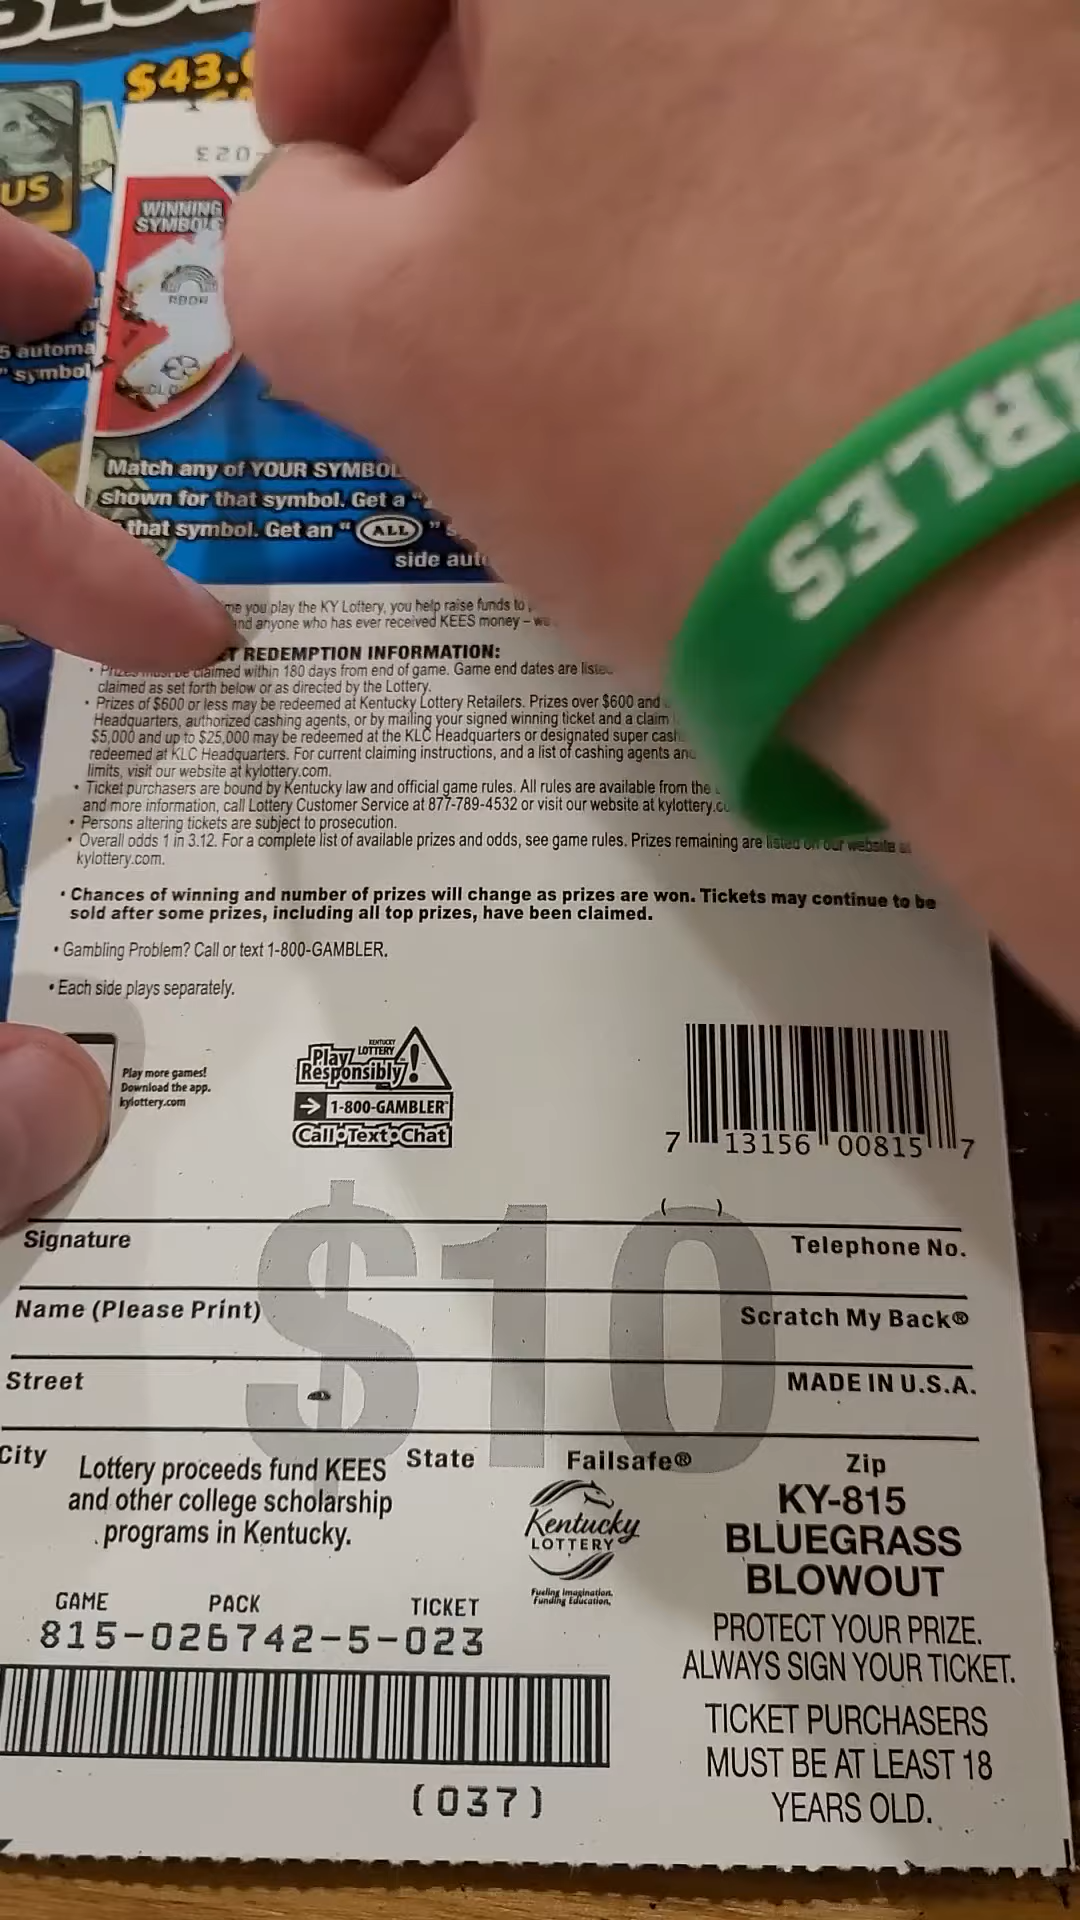 $43.
US
£20-
WINNING
SYMBOLS
RBOW
5 automa
" symbol
Match any of YOUR SYMBOL
shown for that symbol. Get a "
that symbol. Get an "ALL" s
side auto
me you play the KY Lottery, you help raise funds to
and anyone who has ever received KEES money – we
T REDEMPTION INFORMATION:
• Prizes must be claimed within 180 days from end of game. Game end dates are listed
claimed as set forth below or as directed by the Lottery.
• Prizes of $600 or less may be redeemed at Kentucky Lottery Retailers. Prizes over $600 and
Headquarters, authorized cashing agents, or by mailing your signed winning ticket and a claim
$5,000 and up to $25,000 may be redeemed at the KLC Headquarters or designated super cash
redeemed at KLC Headquarters. For current claiming instructions, and a list of cashing agents and
limits, visit our website at kylottery.com.
• Ticket purchasers are bound by Kentucky law and official game rules. All rules are available from the
and more information, call Lottery Customer Service at 877-789-4532 or visit our website at kylottery.c
• Persons altering tickets are subject to prosecution.
• Overall odds 1 in 3.12. For a complete list of available prizes and odds, see game rules. Prizes remaining are listed on our website at
kylottery.com.
• Chances of winning and number of prizes will change as prizes are won. Tickets may continue to be
sold after some prizes, including all top prizes, have been claimed.
• Gambling Problem? Call or text 1-800-GAMBLER.
• Each side plays separately.
Play more games!
Download the app.
kylottery.com
KENTUCKY
LOTTERY
Play
Responsibly!
1-800-GAMBLER
Call•Text•Chat
7 13156 00815 7
$10
( )
Signature Telephone No.
Name (Please Print) Scratch My Back®
Street MADE IN U.S.A.
City State Failsafe® Zip
Lottery proceeds fund KEES
and other college scholarship
programs in Kentucky.
Kentucky
LOTTERY
Fueling Imagination.
Funding Education.
KY-815
BLUEGRASS
BLOWOUT
PROTECT YOUR PRIZE.
ALWAYS SIGN YOUR TICKET.
TICKET PURCHASERS
MUST BE AT LEAST 18
YEARS OLD.
GAME PACK TICKET
815-026742-5-023
(037)
BLES